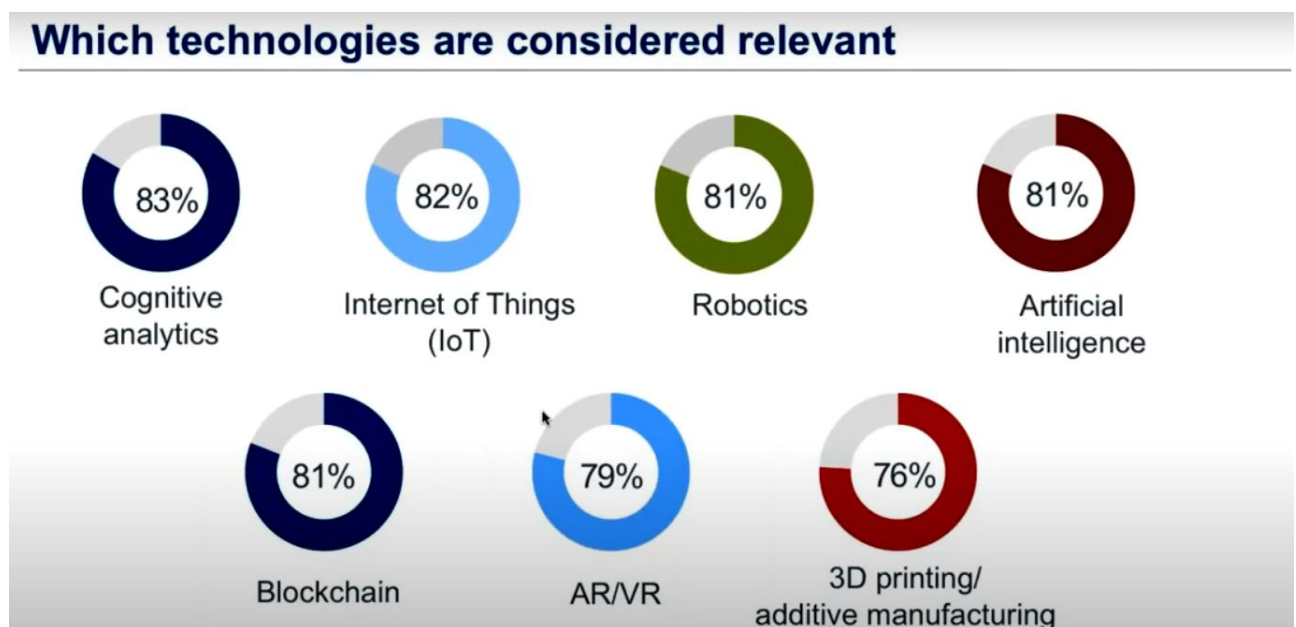 Which technologies are considered relevant
83%
Cognitive
analytics
82%
Internet of Things
(IoT)
81%
Robotics
81%
Artificial
intelligence
81%
Blockchain
79%
AR/VR
76%
3D printing/
additive manufacturing